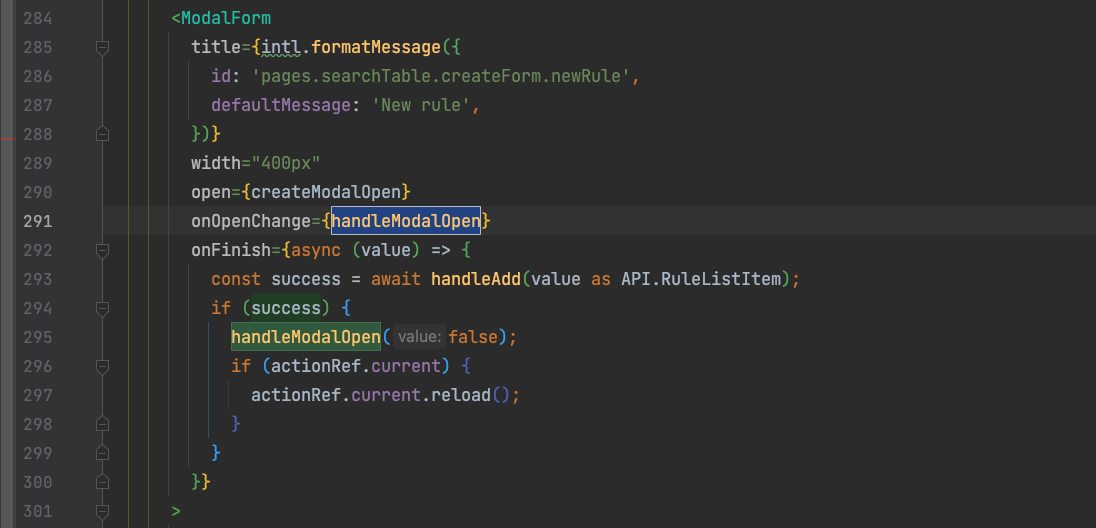 284 <ModalForm
285 title={intl.formatMessage({
286 id: 'pages.searchTable.createForm.newRule',
287 defaultMessage: 'New rule',
288 })}
289 width="400px"
290 open={createModalOpen}
291 onOpenChange={handleModalOpen}
292 onFinish={async (value) => {
293 const success = await handleAdd(value as API.RuleListItem);
294 if (success) {
295 handleModalOpen( value: false);
296 if (actionRef.current) {
297 actionRef.current.reload();
298 }
299 }
300 }}
301 >